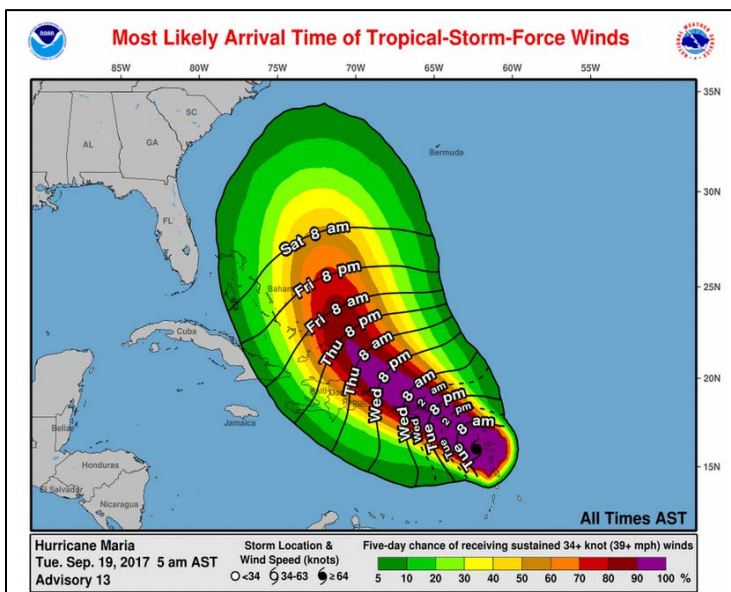 NOAA
Most Likely Arrival Time of Tropical-Storm-Force Winds
85W 80W 75W 70W 65W 60W 55W
35N
30N
25N
20N
15N
SC
AL
GA
FL
Bermuda
Sat 8 am
Fri 8 pm
Fri 8 am
Thu 8 pm
Thu 8 am
Wed 8 pm
Wed 8 am
Wed 2 am
Tue 8 pm
Tue 2 pm
Tue 8 am
Cuba
Jamaica
Belize
Honduras
El Salvador
Nicaragua
All Times AST
Hurricane Maria
Tue. Sep. 19, 2017 5 am AST
Advisory 13
Storm Location &
Wind Speed (knots)
<34 34-63 ≥64
Five-day chance of receiving sustained 34+ knot (39+ mph) winds
5 10 20 30 40 50 60 70 80 90 100 %